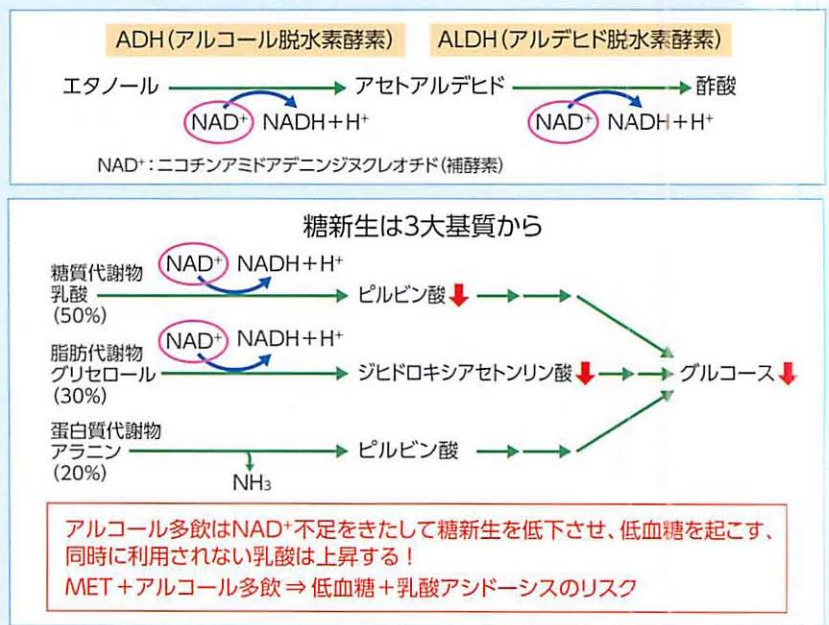 ADH(アルコール脱水素酵素) ALDH(アルデヒド脱水素酵素)
エタノール アセトアルデヒド 酢酸
NAD⁺ NADH+H⁺ NAD⁺ NADH+H⁺
NAD⁺:ニコチンアミドアデニンジヌクレオチド(補酵素)
糖新生は3大基質から
NAD⁺ NADH+H⁺
糖質代謝物
乳酸 ピルビン酸
(50%)
NAD⁺ NADH+H⁺
脂肪代謝物
グリセロール ジヒドロキシアセトンリン酸 グルコース
(30%)
蛋白質代謝物
アラニン ピルビン酸
(20%)
NH₃
アルコール多飲はNAD⁺不足をきたして糖新生を低下させ、低血糖を起こす、
同時に利用されない乳酸は上昇する!
MET+アルコール多飲⇒低血糖+乳酸アシドーシスのリスク